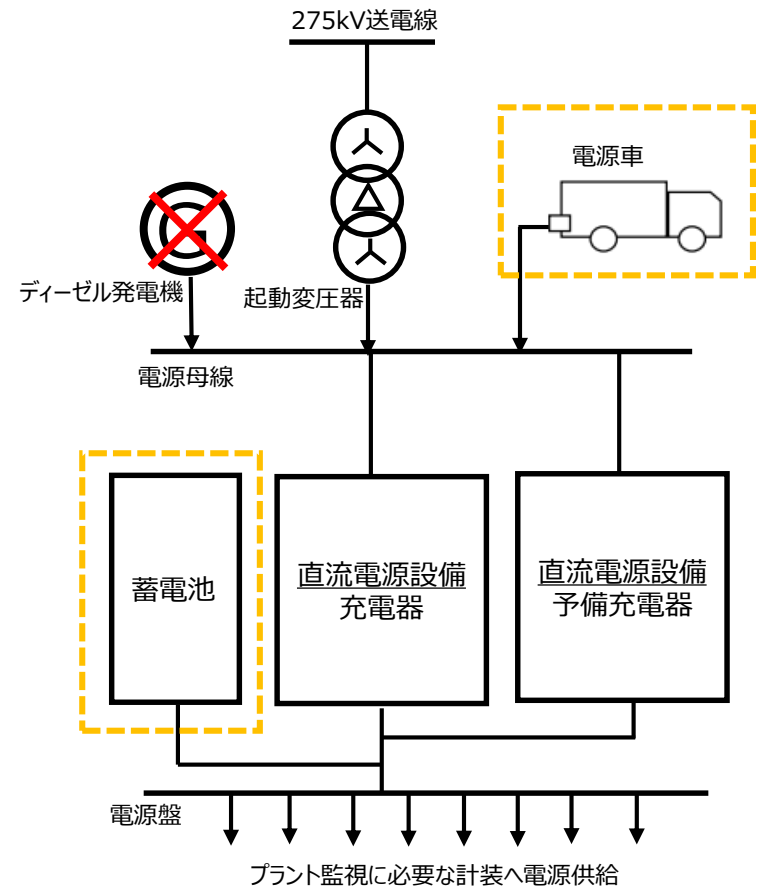 275kV送電線
電源車
G
ディーゼル発電機
起動変圧器
電源母線
蓄電池
直流電源設備
充電器
直流電源設備
予備充電器
電源盤
プラント監視に必要な計装へ電源供給